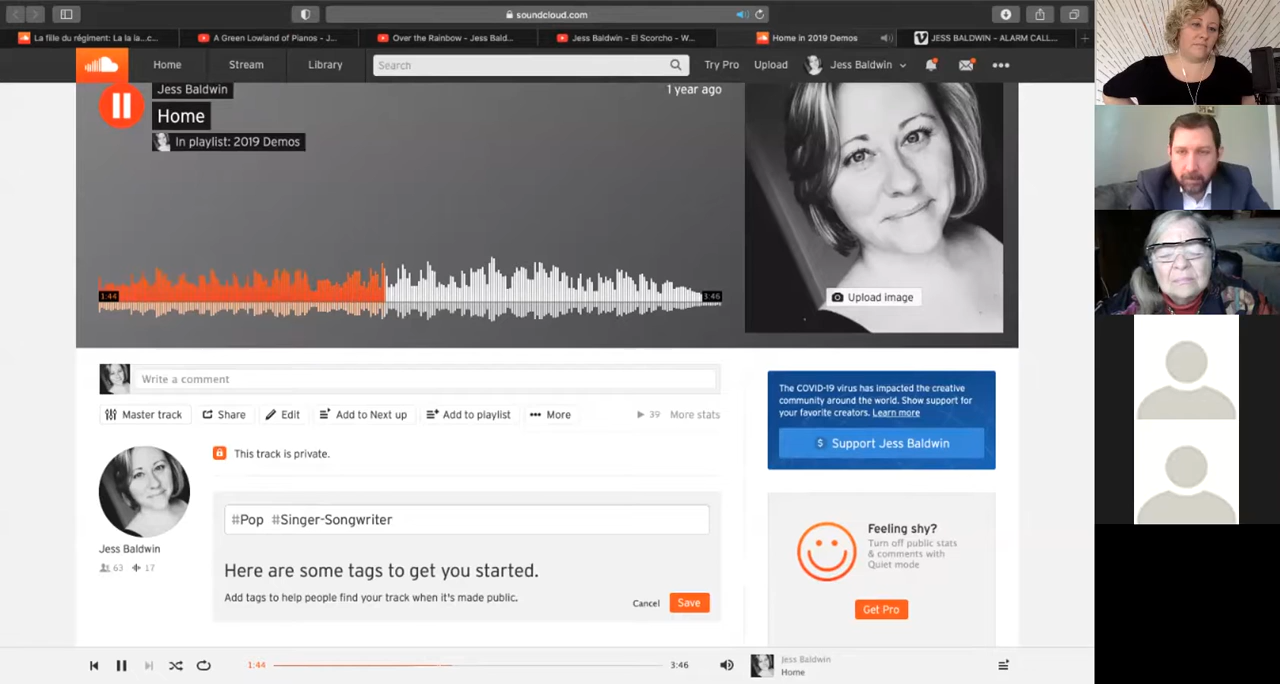 soundcloud.com
La fille du régiment: La la la...c...
A Green Lowland of Pianos - J...
Over the Rainbow - Jess Bald...
Jess Baldwin - El Scorcho - W...
Home in 2019 Demos
JESS BALDWIN - ALARM CALL...
Home
Stream
Library
Search
Try Pro
Upload
Jess Baldwin
Jess Baldwin
1 year ago
Home
In playlist: 2019 Demos
1:44
3:46
Upload image
Write a comment
Master track
Share
Edit
Add to Next up
Add to playlist
More
39
More stats
The COVID-19 virus has impacted the creative
community around the world. Show support for
your favorite creators. Learn more
$ Support Jess Baldwin
This track is private.
#Pop #Singer-Songwriter
Jess Baldwin
63 17
Here are some tags to get you started.
Add tags to help people find your track when it's made public.
Cancel
Save
Feeling shy?
Turn off public stats
& comments with
Quiet mode
Get Pro
1:44
3:46
Jess Baldwin
Home